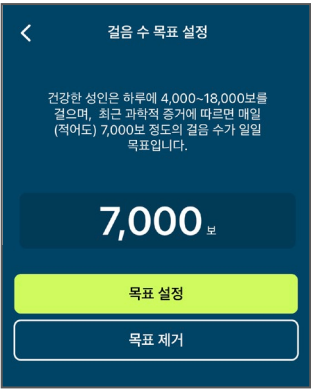 걸음 수 목표 설정
건강한 성인은 하루에 4,000~18,000보를
걸으며, 최근 과학적 증거에 따르면 매일
(적어도) 7,000보 정도의 걸음 수가 일일
목표입니다.
7,000 보
목표 설정
목표 제거